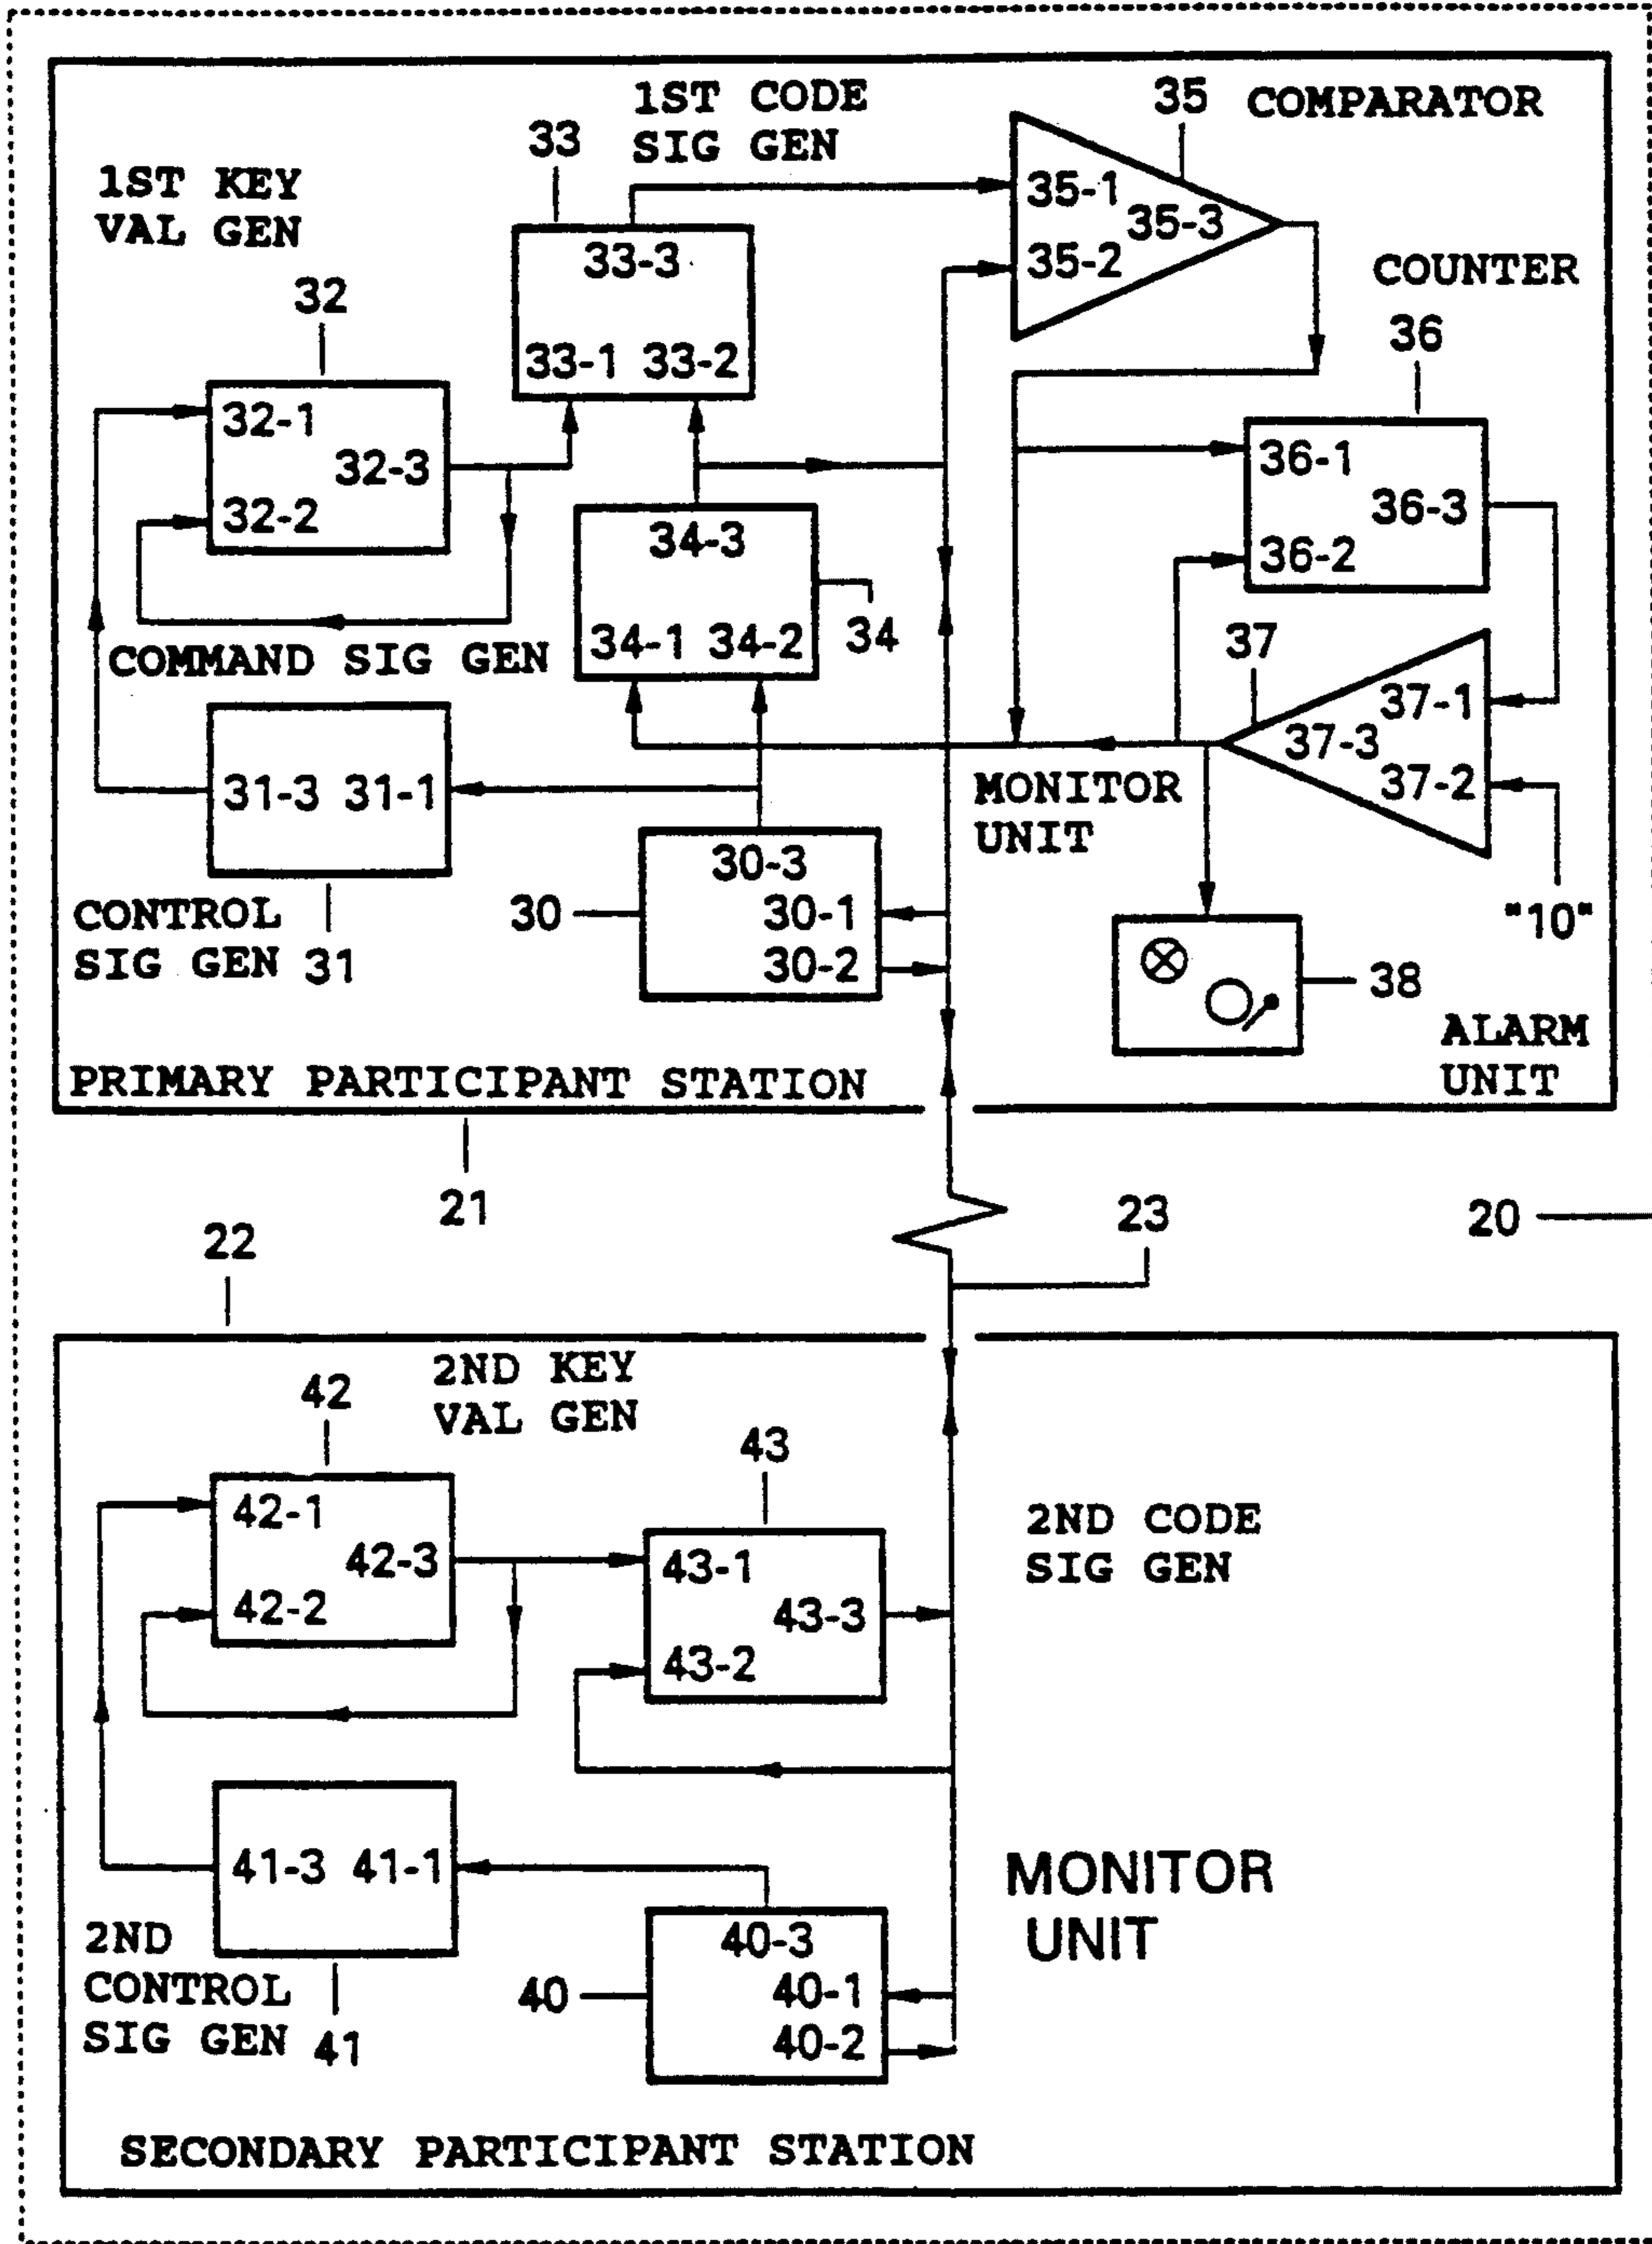 1ST CODE
SIG GEN
33
35 COMPARATOR
1ST KEY
VAL GEN
32
33-3
33-1 33-2
35-1
35-3
35-2
COUNTER
36
32-1
32-3
32-2
36-1
36-3
36-2
34-3
34-1 34-2
34
COMMAND SIG GEN
37
37-1
37-3
37-2
31-3 31-1
MONITOR
UNIT
30-3
30-1
30-2
30
"10"
CONTROL
SIG GEN 31
38
ALARM
UNIT
PRIMARY PARTICIPANT STATION
21
23
20
22
2ND KEY
VAL GEN
42
43
42-1
42-3
42-2
43-1
43-3
43-2
2ND CODE
SIG GEN
41-3 41-1
MONITOR
UNIT
40-3
40-1
40-2
40
2ND
CONTROL
SIG GEN 41
SECONDARY PARTICIPANT STATION